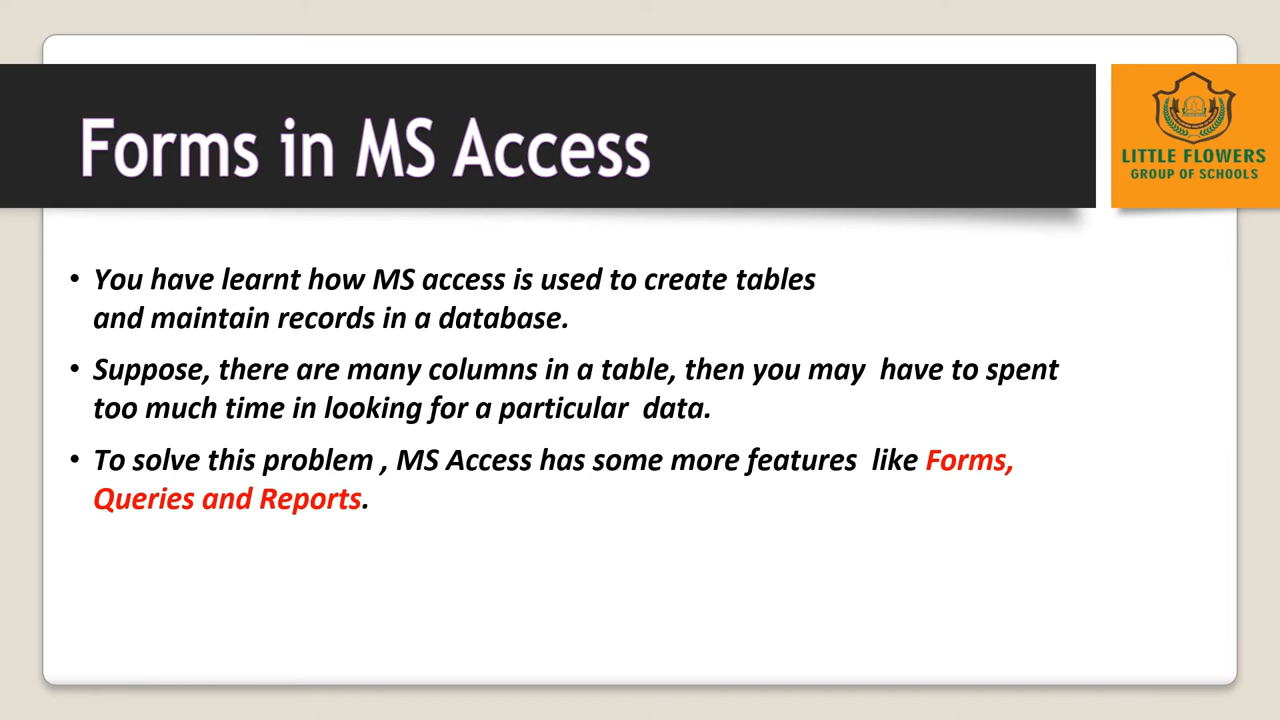 Forms in MS Access
LITTLE FLOWERS
GROUP OF SCHOOLS
• You have learnt how MS access is used to create tables
and maintain records in a database.
• Suppose, there are many columns in a table, then you may have to spent
too much time in looking for a particular data.
• To solve this problem , MS Access has some more features like Forms,
Queries and Reports.